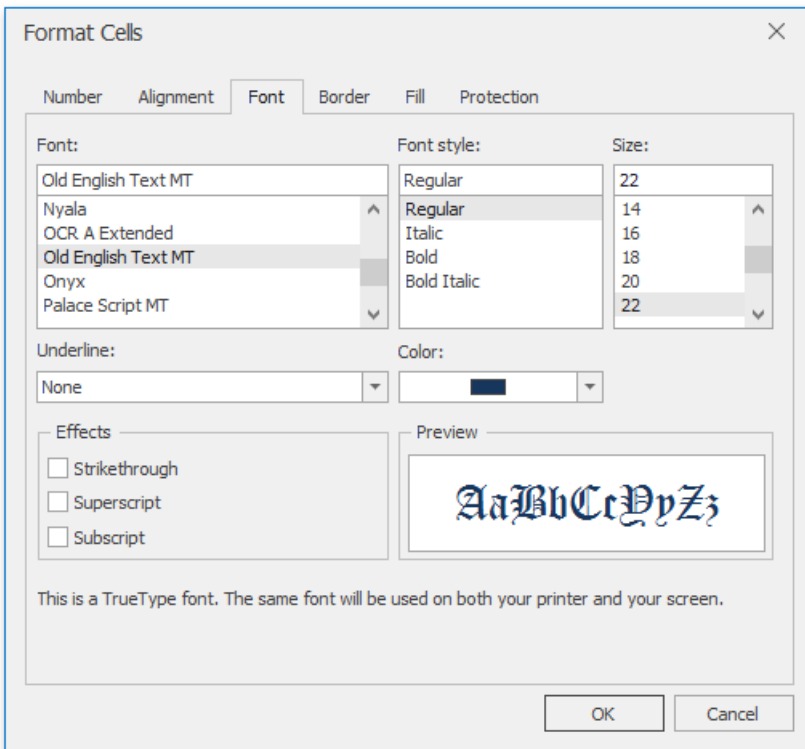 Format Cells
Number Alignment Font Border Fill Protection
Font: Font style: Size:
Old English Text MT Regular 22
Nyala Regular 14
OCR A Extended Italic 16
Old English Text MT Bold 18
Onyx Bold Italic 20
Palace Script MT 22
Underline: Color:
None
Effects Preview
Strikethrough
Superscript
Subscript
AaBbCcYyZz
This is a TrueType font. The same font will be used on both your printer and your screen.
OK Cancel